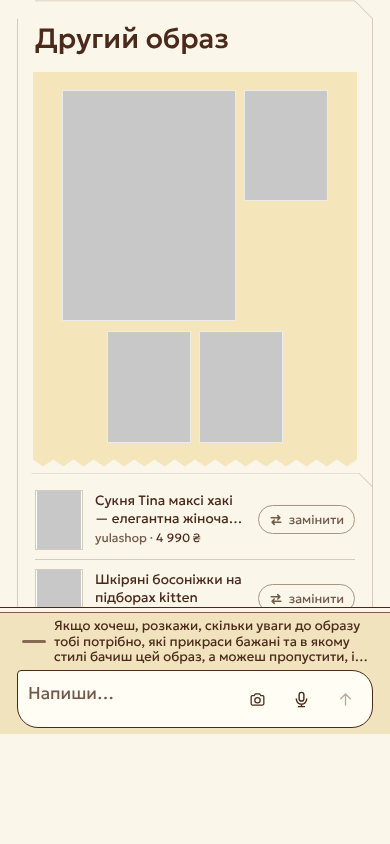 Другий образ
Сукня Tina максі хакі
— елегантна жіноча...
yulashop · 4 990 ₴
замінити
Шкіряні босоніжки на
підборах kitten
замінити
Якщо хочеш, розкажи, скільки уваги до образу
тобі потрібно, які прикраси бажані та в якому
стилі бачиш цей образ, а можеш пропустити, і...
Напиши...